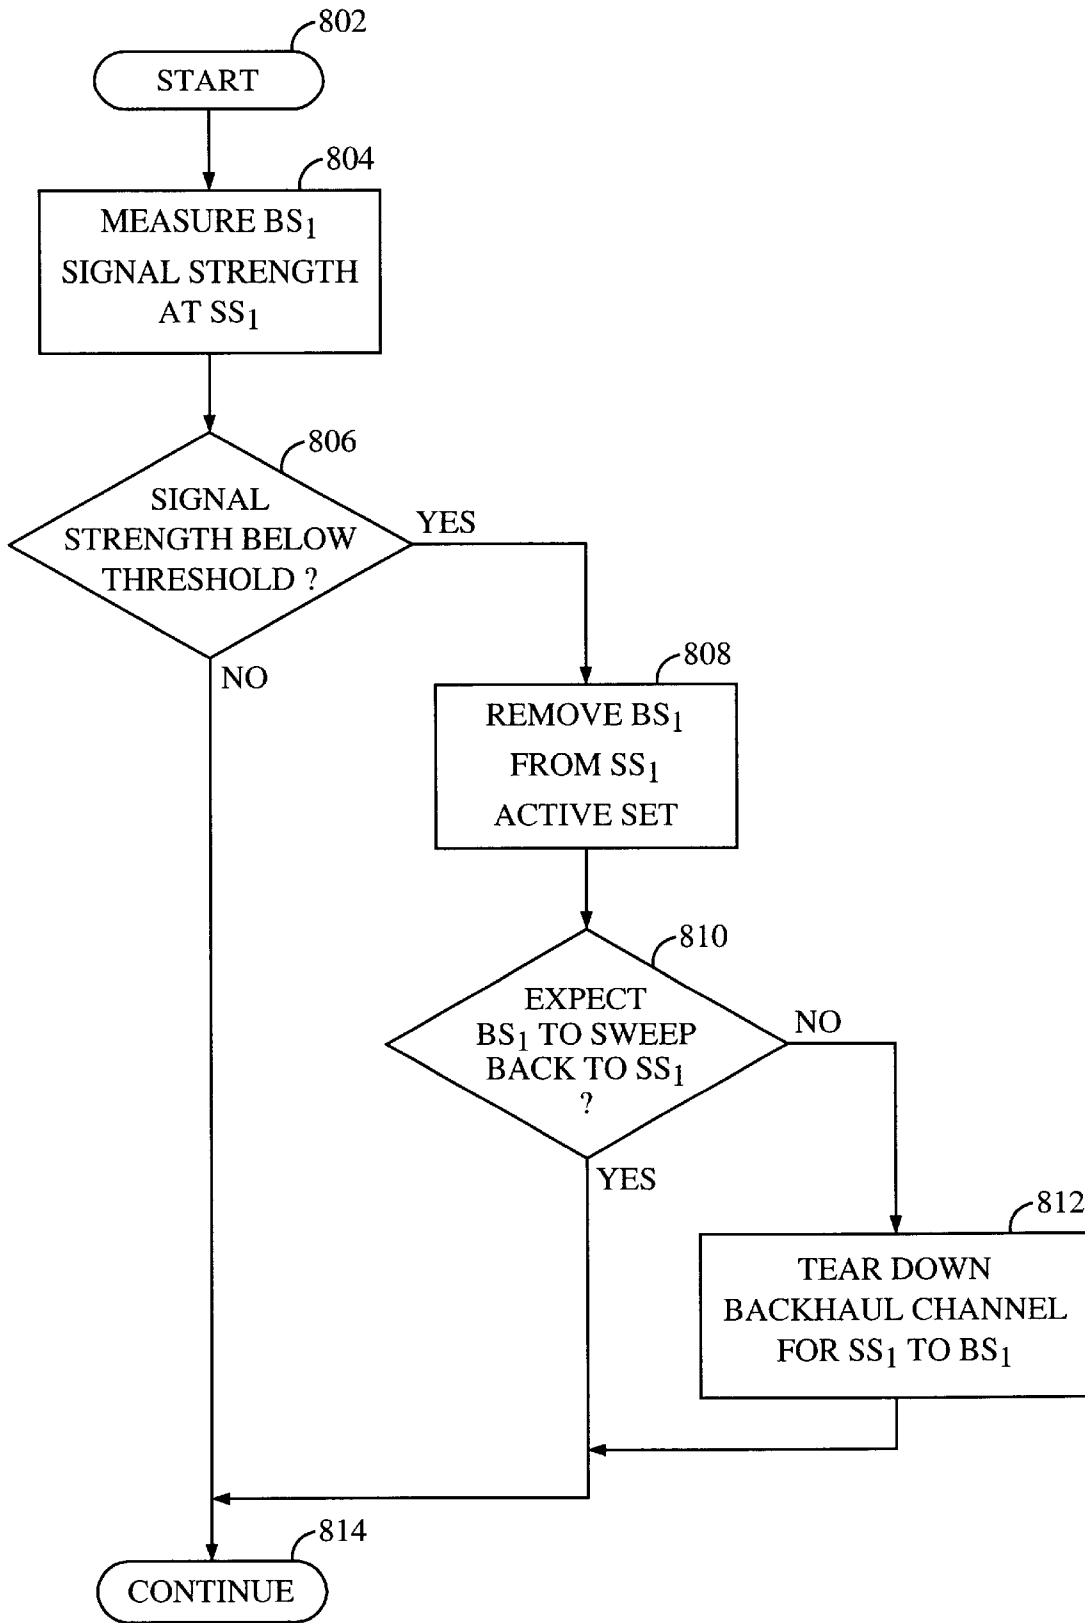 802
START
804
MEASURE BS1
SIGNAL STRENGTH
AT SS1
806
SIGNAL
STRENGTH BELOW
THRESHOLD ?
YES
NO
808
REMOVE BS1
FROM SS1
ACTIVE SET
810
EXPECT
BS1 TO SWEEP
BACK TO SS1
?
NO
YES
812
TEAR DOWN
BACKHAUL CHANNEL
FOR SS1 TO BS1
814
CONTINUE